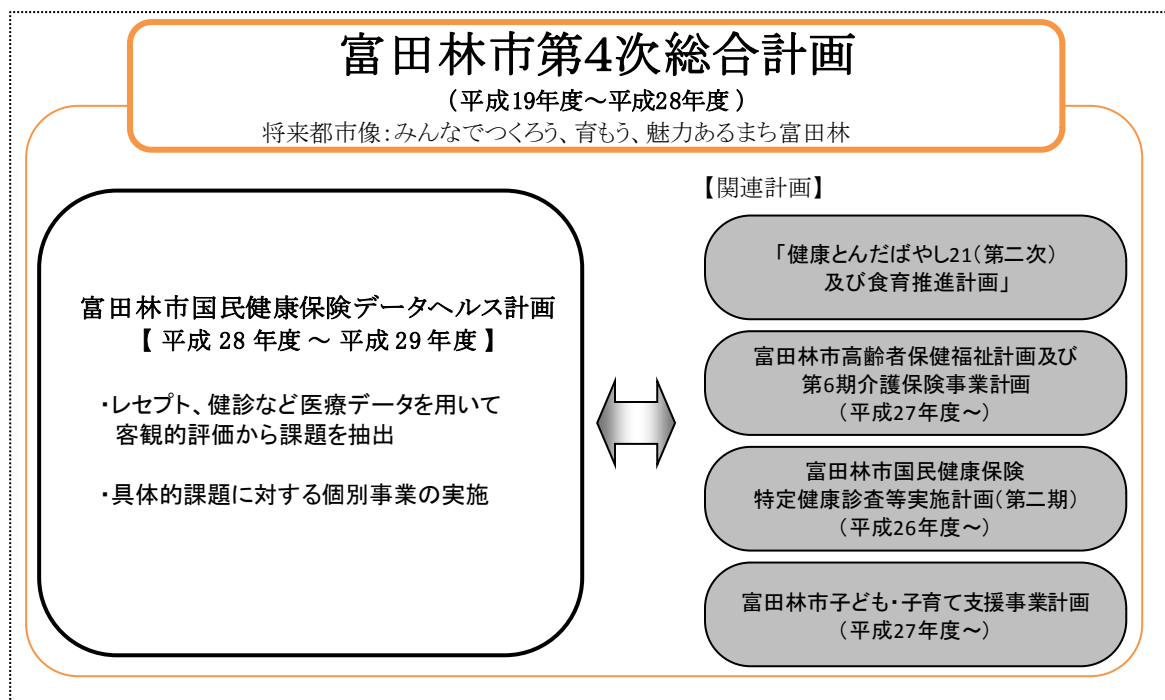 富田林市第4次総合計画
（平成19年度～平成28年度）
将来都市像：みんなでつくろう、育もう、魅力あるまち富田林
富田林市国民健康保険データヘルス計画
【 平成 28 年度 ～ 平成 29 年度 】
・レセプト、健診など医療データを用いて
客観的評価から課題を抽出
・具体的課題に対する個別事業の実施
【関連計画】
「健康とんだばやし21（第二次）
及び食育推進計画」
富田林市高齢者保健福祉計画及び
第6期介護保険事業計画
（平成27年度～）
富田林市国民健康保険
特定健康診査等実施計画（第二期）
（平成26年度～）
富田林市子ども・子育て支援事業計画
（平成27年度～）